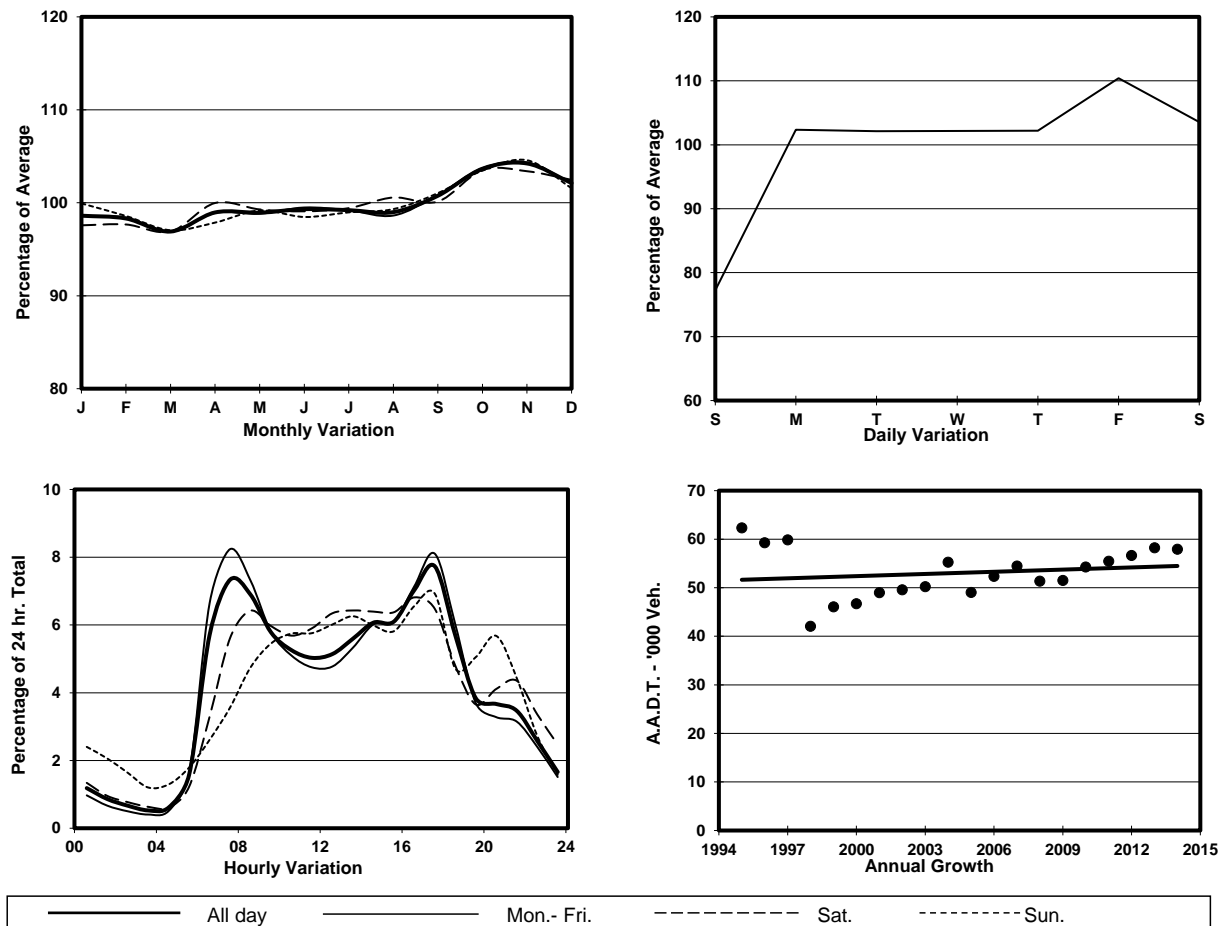 Percentage of Average
120
110
100
90
80
J F M A M J J A S O N D
Monthly Variation
Percentage of Average
120
110
100
90
80
70
60
S M T W T F S
Daily Variation
Percentage of 24 hr. Total
10
8
6
4
2
0
00 04 08 12 16 20 24
Hourly Variation
A.A.D.T. - '000 Veh.
70
60
50
40
30
20
10
0
1994 1997 2000 2003 2006 2009 2012 2015
Annual Growth
All day Mon.- Fri. Sat. Sun.